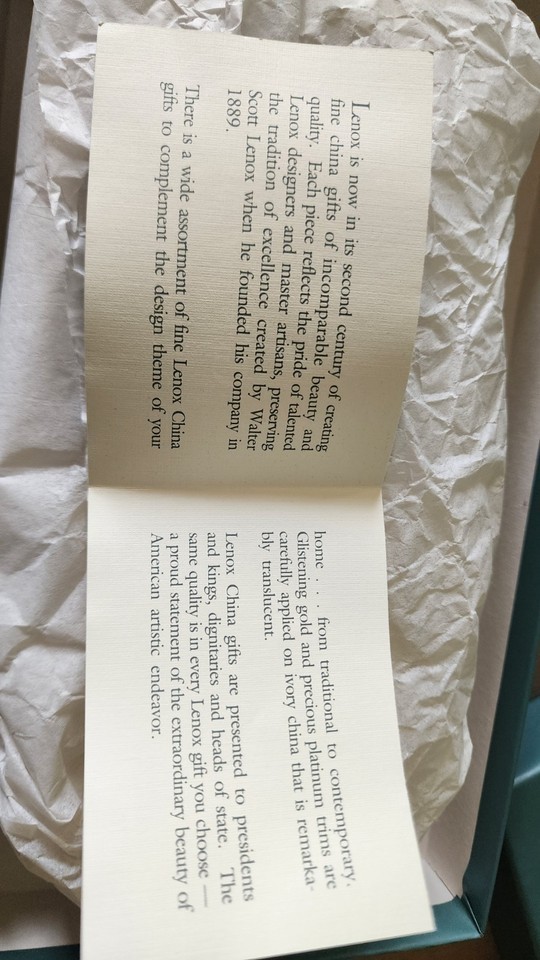 Lenox is now in its second century of creating
fine china gifts of incomparable beauty and
quality. Each piece reflects the pride of talented
Lenox designers and master artisans, preserving
the tradition of excellence created by Walter
Scott Lenox when he founded his company in
1889.
There is a wide assortment of fine Lenox China
gifts to complement the design theme of your
home . . . from traditional to contemporary.
Glistening gold and precious platinum trims are
carefully applied on ivory china that is remarka-
bly translucent.
Lenox China gifts are presented to presidents
and kings, dignitaries and heads of state. The
same quality is in every Lenox gift you choose —
a proud statement of the extraordinary beauty of
American artistic endeavor.